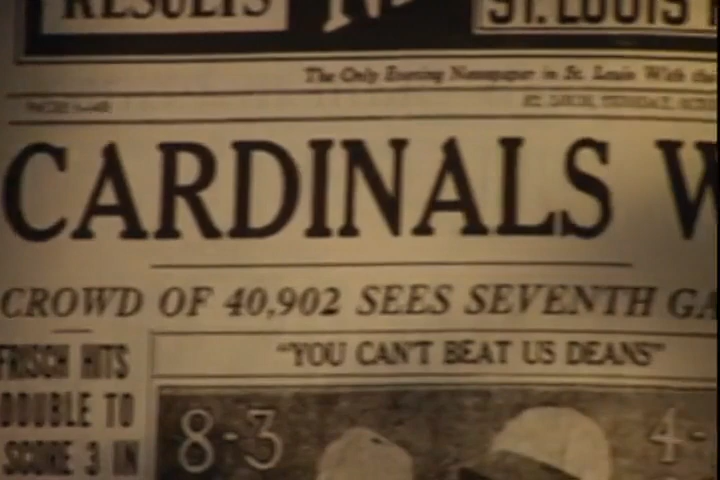 RESULTS
ST. LOUIS
The Only Evening Newspaper in St. Louis With the
CARDINALS W
CROWD OF 40,902 SEES SEVENTH GA
FRISCH HITS
DOUBLE TO
SCORE 3 IN
"YOU CAN'T BEAT US DEANS"
8-3
4-